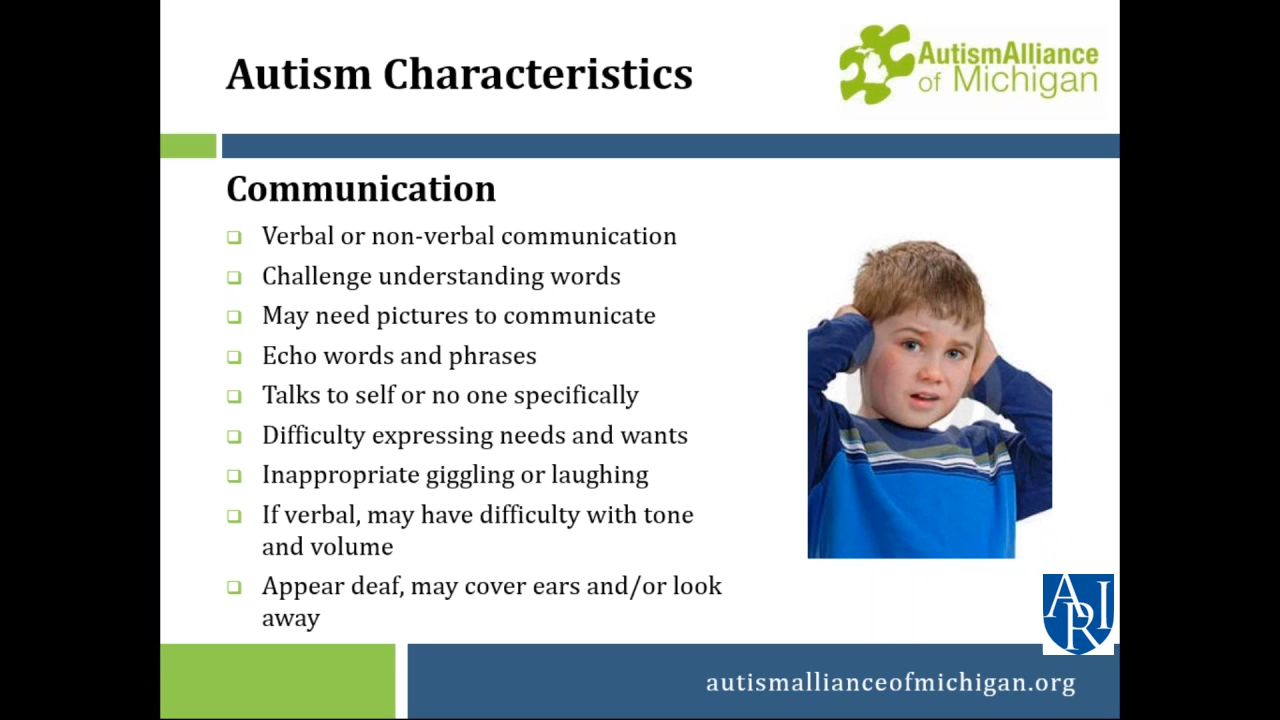 Autism Characteristics
AutismAlliance
of Michigan
Communication
Verbal or non-verbal communication
Challenge understanding words
May need pictures to communicate
Echo words and phrases
Talks to self or no one specifically
Difficulty expressing needs and wants
Inappropriate giggling or laughing
If verbal, may have difficulty with tone
and volume
Appear deaf, may cover ears and/or look
away
ARI
autismallianceofmichigan.org